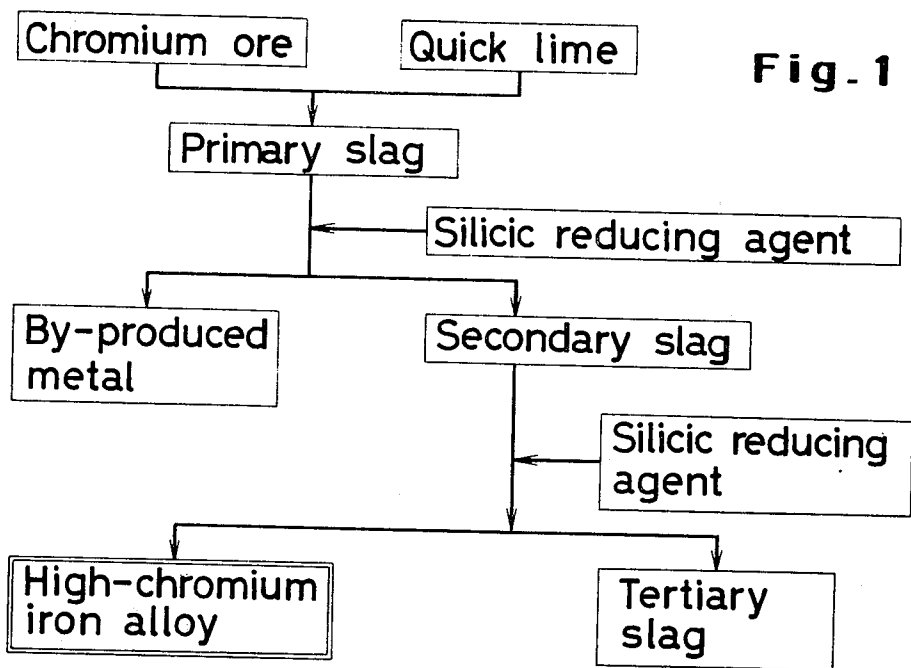 Chromium ore
Quick lime
Fig. 1
Primary slag
Silicic reducing agent
By-produced
metal
Secondary slag
Silicic reducing
agent
High-chromium
iron alloy
Tertiary
slag